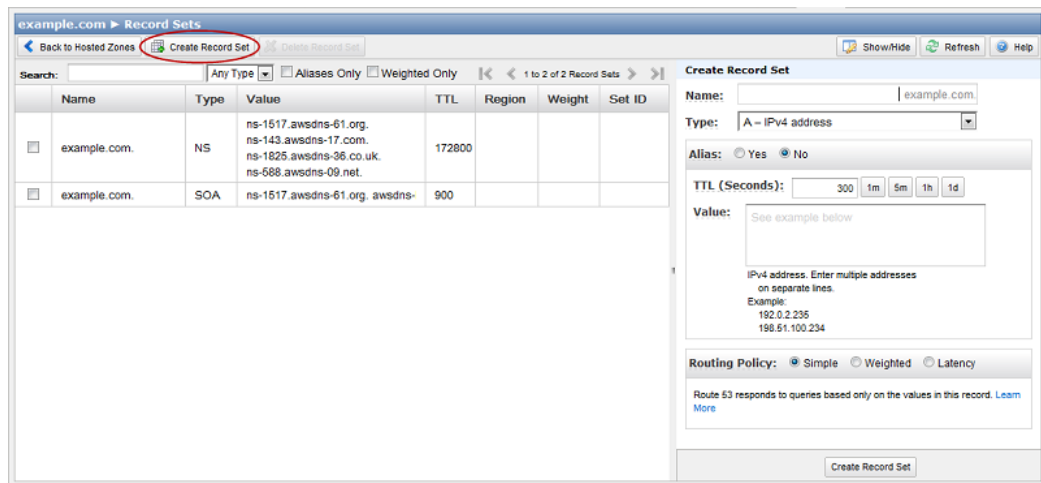 example.com ▶ Record Sets
Back to Hosted Zones
Create Record Set
Delete Record Set
Show/Hide
Refresh
Help
Search:
Any Type
Aliases Only
Weighted Only
1 to 2 of 2 Record Sets
Name Type Value TTL Region Weight Set ID
example.com. NS
ns-1517.awsdns-61.org.
ns-143.awsdns-17.com.
ns-1825.awsdns-36.co.uk.
ns-588.awsdns-09.net.
172800
example.com. SOA ns-1517.awsdns-61.org. awsdns- 900
Create Record Set
Name: example.com.
Type: A – IPv4 address
Alias: Yes No
TTL (Seconds): 300 1m 5m 1h 1d
Value: See example below
IPv4 address. Enter multiple addresses
on separate lines.
Example:
192.0.2.235
198.51.100.234
Routing Policy: Simple Weighted Latency
Route 53 responds to queries based only on the values in this record. Learn
More
Create Record Set